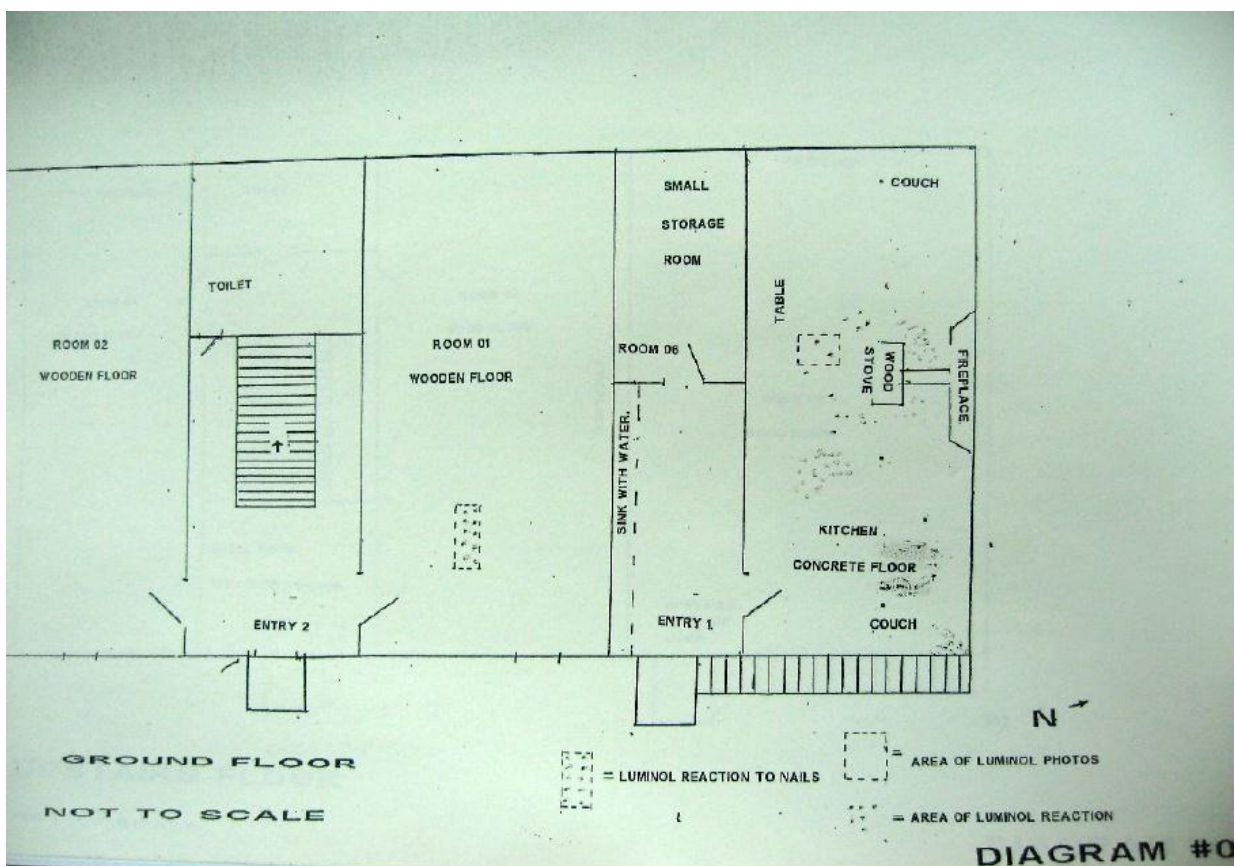 SMALL
STORAGE
ROOM
COUCH
TOILET
TABLE
ROOM 02
WOODEN FLOOR
ROOM 01
WOODEN FLOOR
ROOM 06
WOOD
STOVE
FIREPLACE
SINK WITH WATER.
KITCHEN
CONCRETE FLOOR
ENTRY 2
ENTRY 1.
COUCH
N
GROUND FLOOR
NOT TO SCALE
= LUMINOL REACTION TO NAILS
= AREA OF LUMINOL PHOTOS
= AREA OF LUMINOL REACTION
DIAGRAM #0